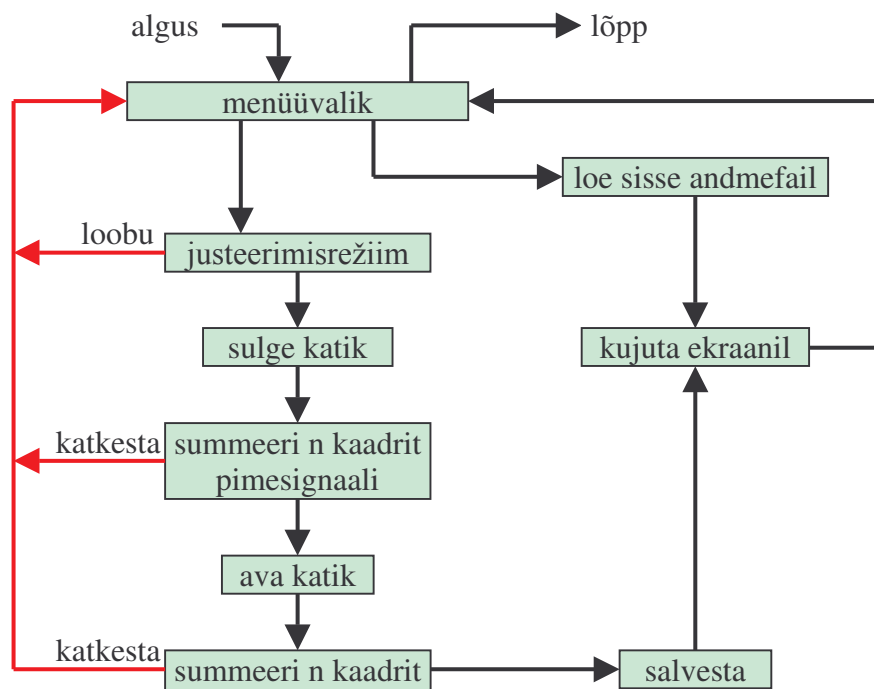 algus
lõpp
menüüvalik
loe sisse andmefail
loobu
justeerimisrežiim
sulge katik
kujuta ekraanil
katkesta
summeeri n kaadrit
pimesignaali
ava katik
katkesta
summeeri n kaadrit
salvesta